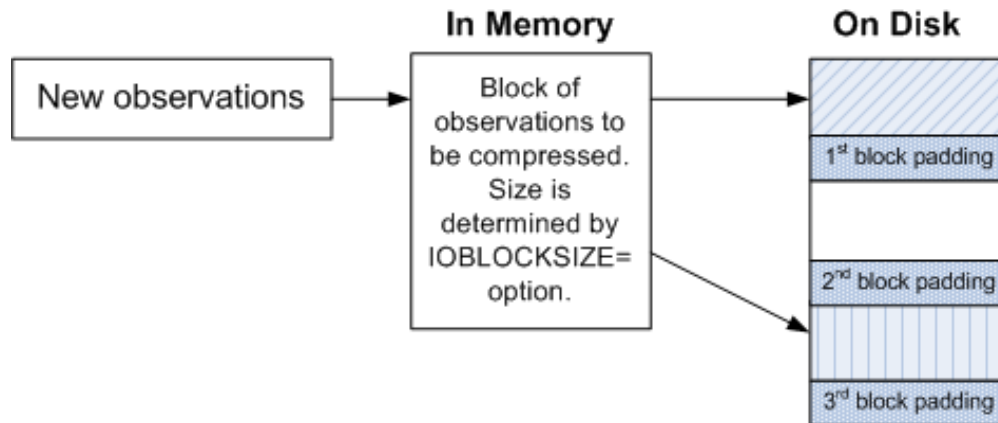 In Memory
On Disk
New observations
Block of
observations to
be compressed.
Size is
determined by
IOBLOCKSIZE=
option.
1st block padding
2nd block padding
3rd block padding